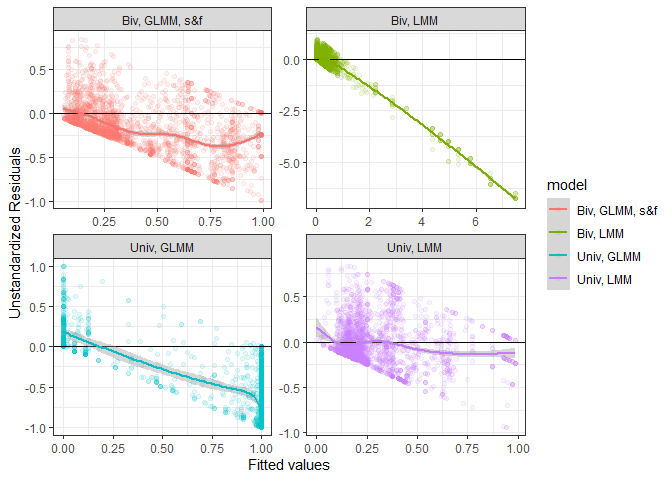 Biv, GLMM, s&f
Biv, LMM
0.5
0.0
-0.5
-1.0
0.25 0.50 0.75 1.00
0.0
-2.5
-5.0
0 2 4 6
Univ, GLMM
Univ, LMM
1.0
0.5
0.0
-0.5
-1.0
0.00 0.25 0.50 0.75 1.00
0.5
0.0
-0.5
-1.0
0.00 0.25 0.50 0.75 1.00
Unstandardized Residuals
Fitted values
model
Biv, GLMM, s&f
Biv, LMM
Univ, GLMM
Univ, LMM